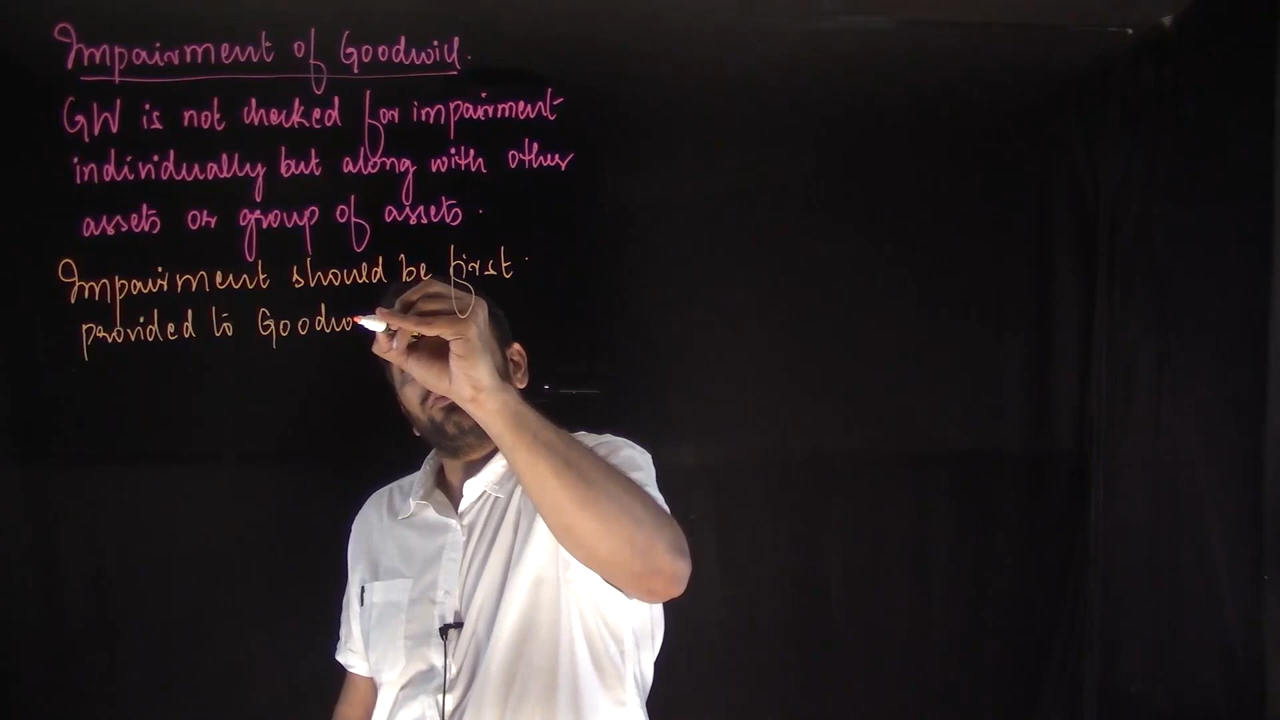 Impairment of Goodwill.
GW is not checked for impairment
individually but along with other
assets or group of assets.
Impairment should be first.
provided to Goodw